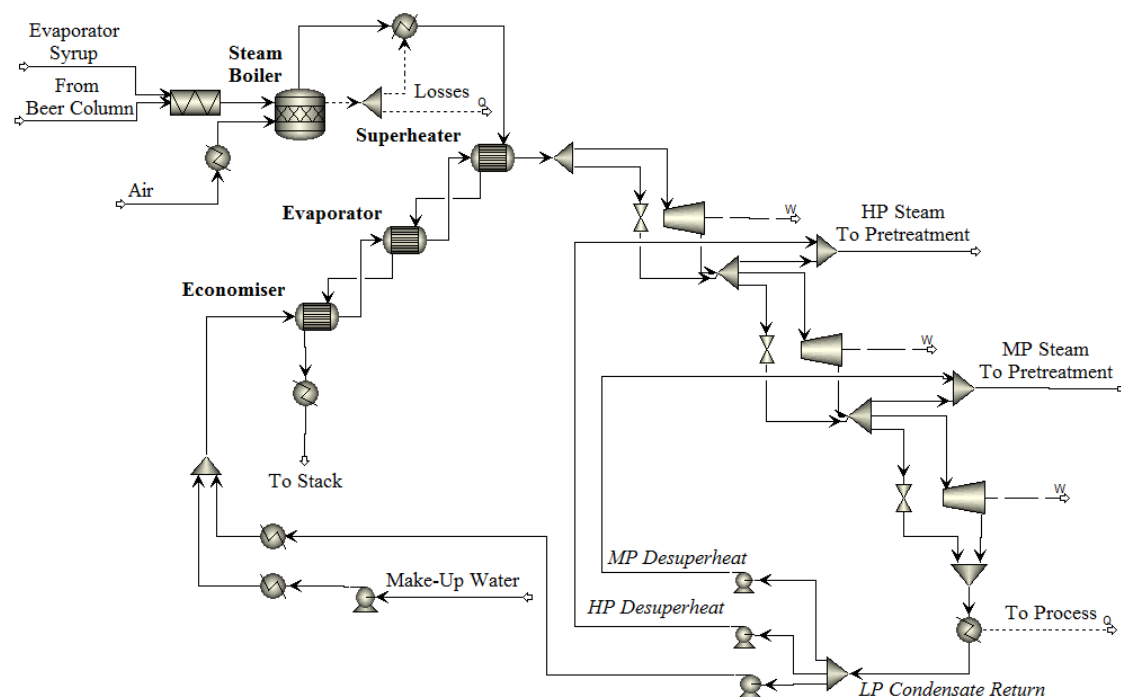 Evaporator
Syrup
From
Beer Column
Steam
Boiler
Losses
Q
Superheater
Air
Evaporator
W
HP Steam
To Pretreatment
Economiser
W
MP Steam
To Pretreatment
To Stack
W
MP Desuperheat
Make-Up Water
HP Desuperheat
To Process
Q
LP Condensate Return